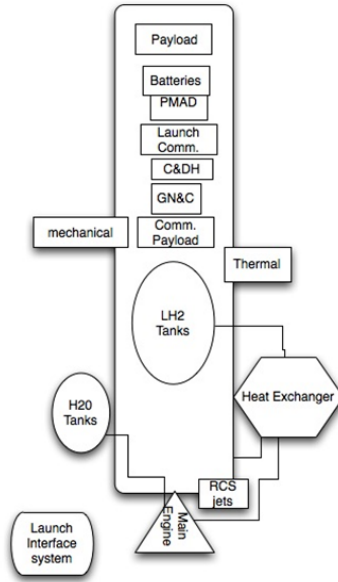 Payload
Batteries
PMAD
Launch
Comm.
C&DH
GN&C
mechanical
Comm.
Payload
Thermal
LH2
Tanks
H20
Tanks
Heat Exchanger
RCS
jets
Main
Engine
Launch
Interface
system